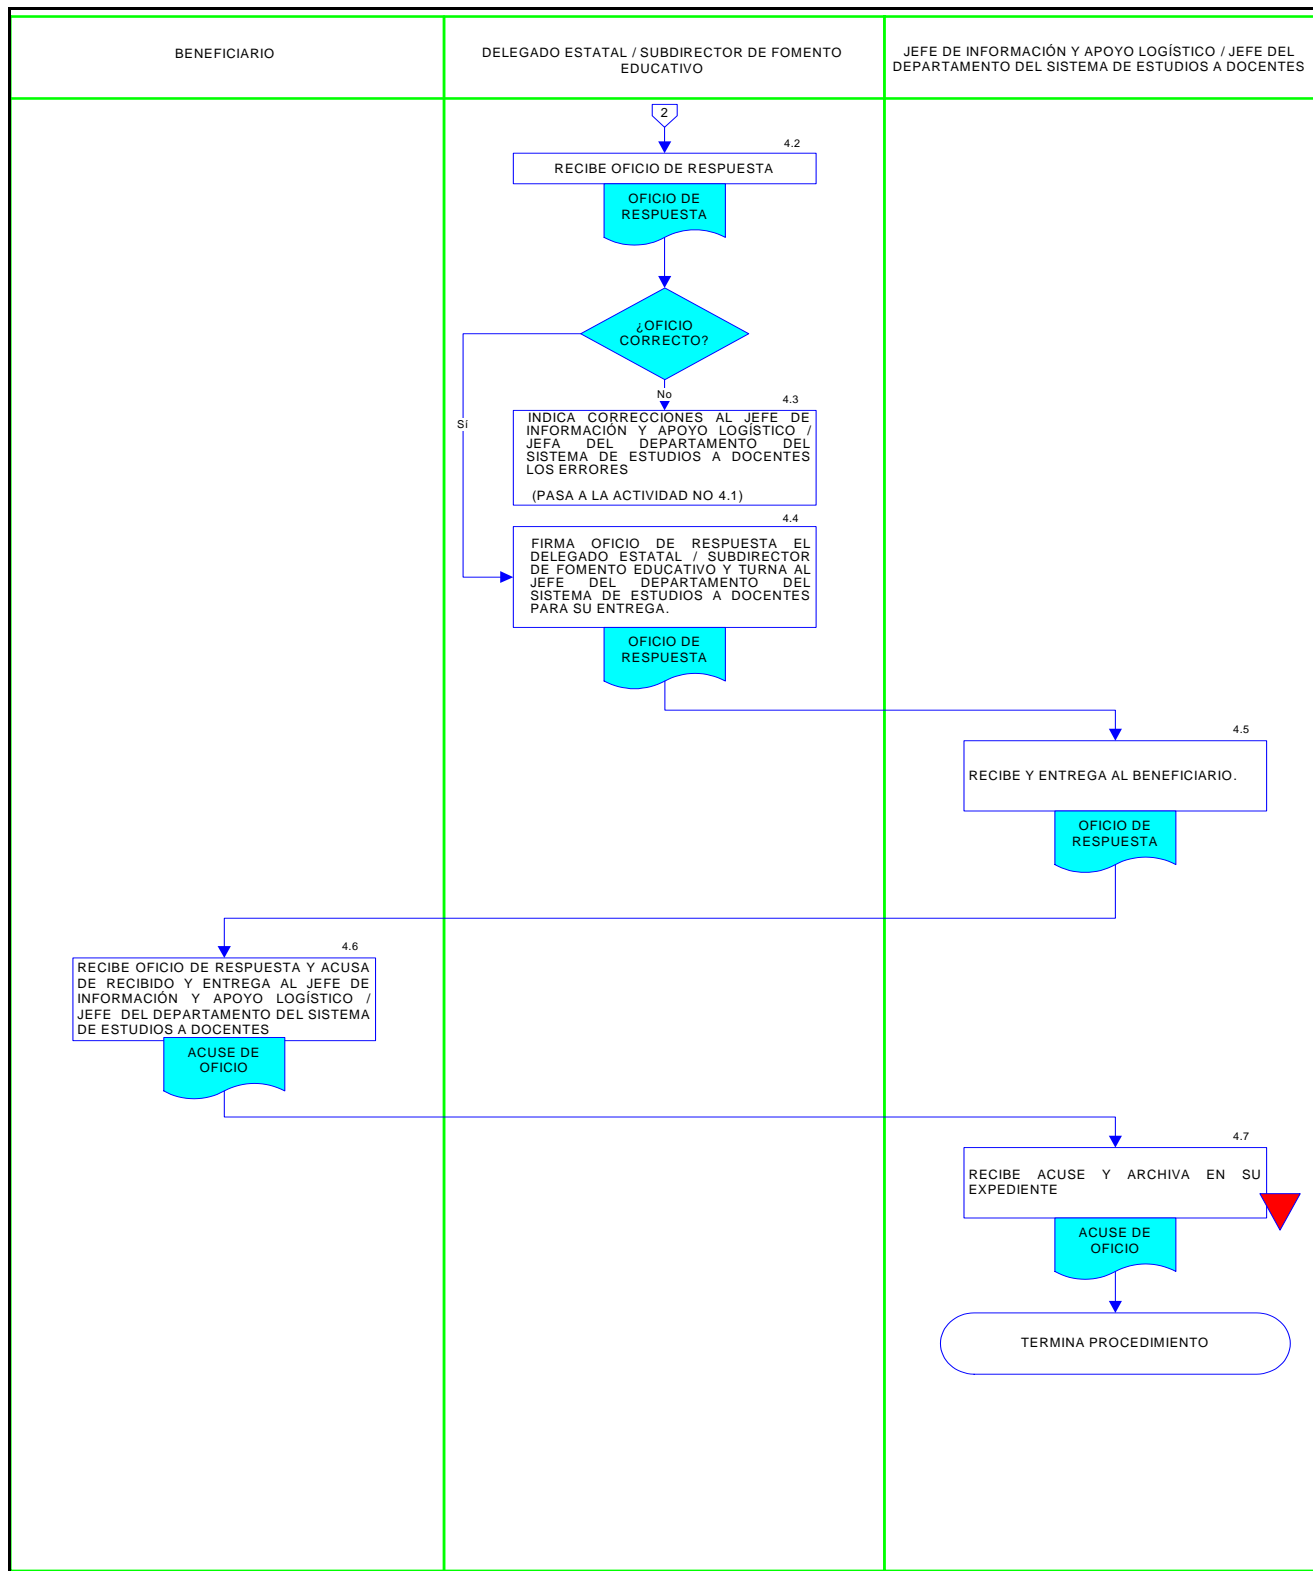 BENEFICIARIO
DELEGADO ESTATAL / SUBDIRECTOR DE FOMENTO
EDUCATIVO
JEFE DE INFORMACIÓN Y APOYO LOGÍSTICO / JEFE DEL
DEPARTAMENTO DEL SISTEMA DE ESTUDIOS A DOCENTES
2
4.2
RECIBE OFICIO DE RESPUESTA
OFICIO DE
RESPUESTA
¿OFICIO
CORRECTO?
No
Sí
4.3
INDICA CORRECCIONES AL JEFE DE
INFORMACIÓN Y APOYO LOGÍSTICO /
JEFA DEL DEPARTAMENTO DEL
SISTEMA DE ESTUDIOS A DOCENTES
LOS ERRORES
(PASA A LA ACTIVIDAD NO 4.1)
4.4
FIRMA OFICIO DE RESPUESTA EL
DELEGADO ESTATAL / SUBDIRECTOR
DE FOMENTO EDUCATIVO Y TURNA AL
JEFE DEL DEPARTAMENTO DEL
SISTEMA DE ESTUDIOS A DOCENTES
PARA SU ENTREGA.
OFICIO DE
RESPUESTA
4.5
RECIBE Y ENTREGA AL BENEFICIARIO.
OFICIO DE
RESPUESTA
4.6
RECIBE OFICIO DE RESPUESTA Y ACUSA
DE RECIBIDO Y ENTREGA AL JEFE DE
INFORMACIÓN Y APOYO LOGÍSTICO /
JEFE DEL DEPARTAMENTO DEL SISTEMA
DE ESTUDIOS A DOCENTES
ACUSE DE
OFICIO
4.7
RECIBE ACUSE Y ARCHIVA EN SU
EXPEDIENTE
ACUSE DE
OFICIO
TERMINA PROCEDIMIENTO